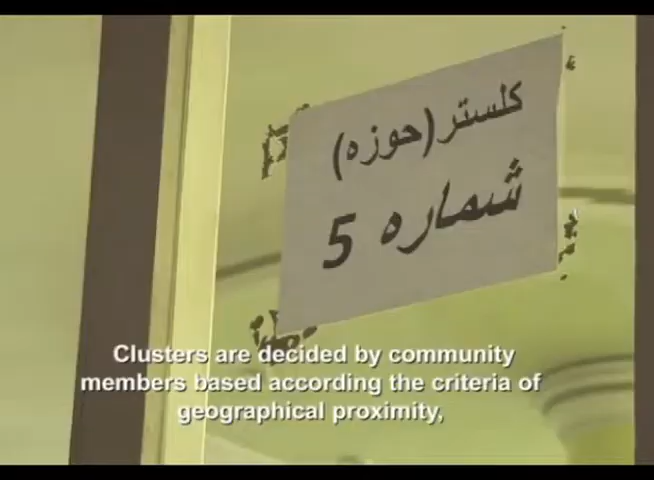 کلستر (حوزه)
شماره 5
Clusters are decided by community
members based according the criteria of
geographical proximity,